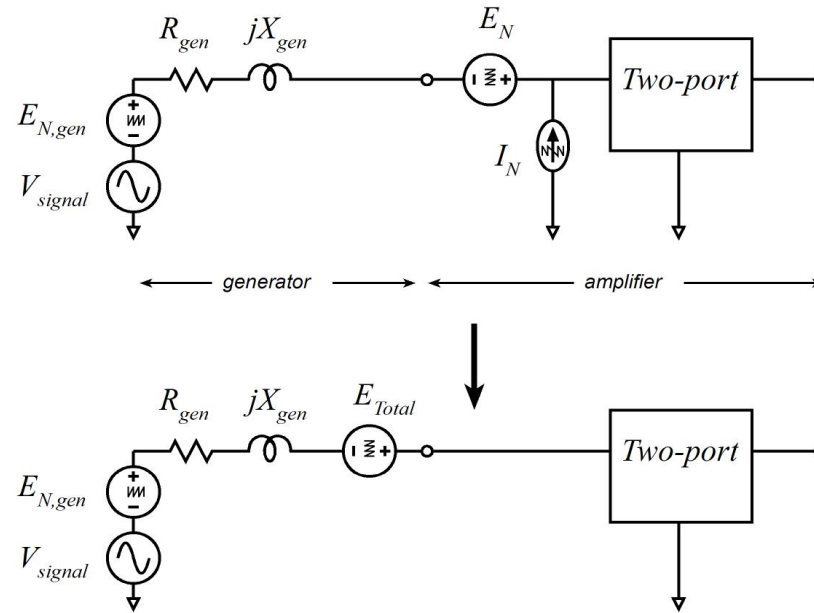 R_gen jX_gen E_N
E_N,gen
V_signal
I_N
Two-port
generator amplifier
R_gen jX_gen E_Total
E_N,gen
V_signal
Two-port